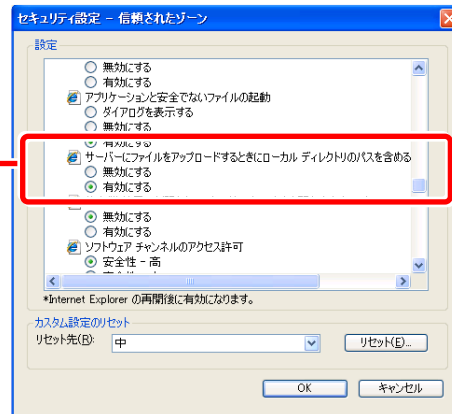 セキュリティ設定 - 信頼されたゾーン
設定
無効にする
有効にする
アプリケーションと安全でないファイルの起動
ダイアログを表示する
無効にする
有効にする
サーバーにファイルをアップロードするときにローカル ディレクトリのパスを含める
無効にする
有効にする
無効にする
有効にする
ソフトウェア チャンネルのアクセス許可
安全性 - 高
*Internet Explorer の再開後に有効になります。
カスタム設定のリセット
リセット先(R): 中 リセット(E)...
OK キャンセル